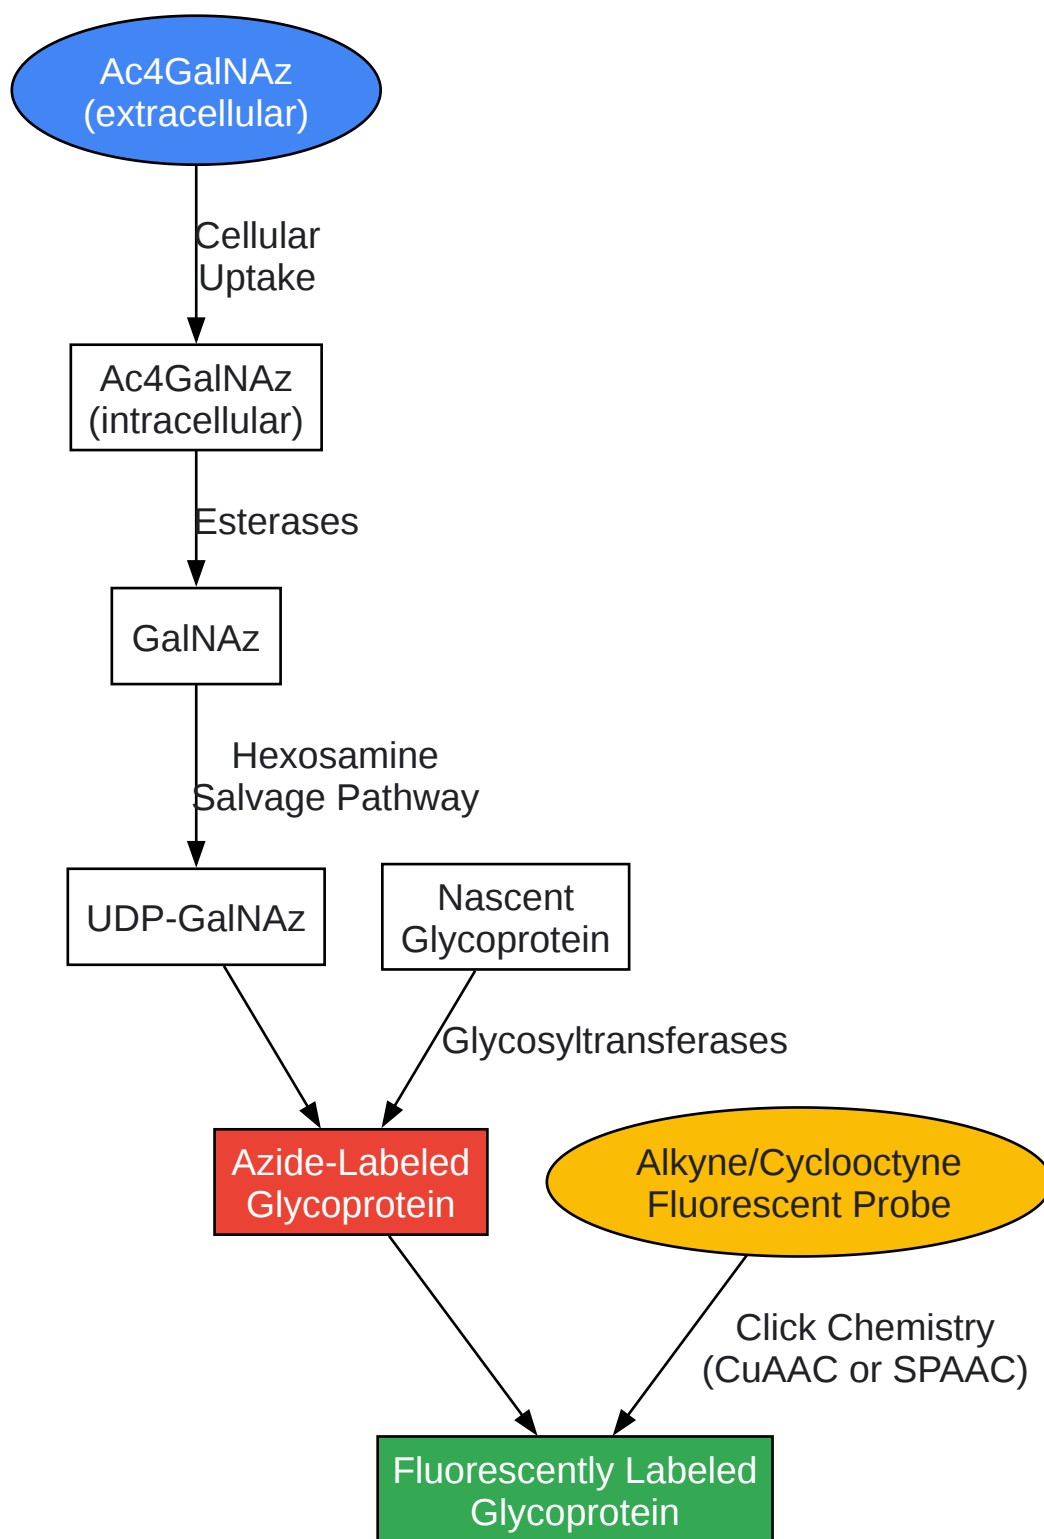 Ac4GalNAz
(extracellular)
Cellular
Uptake
Ac4GalNAz
(intracellular)
Esterases
GalNAz
Hexosamine
Salvage Pathway
UDP-GalNAz
Nascent
Glycoprotein
Glycosyltransferases
Azide-Labeled
Glycoprotein
Alkyne/Cyclooctyne
Fluorescent Probe
Click Chemistry
(CuAAC or SPAAC)
Fluorescently Labeled
Glycoprotein